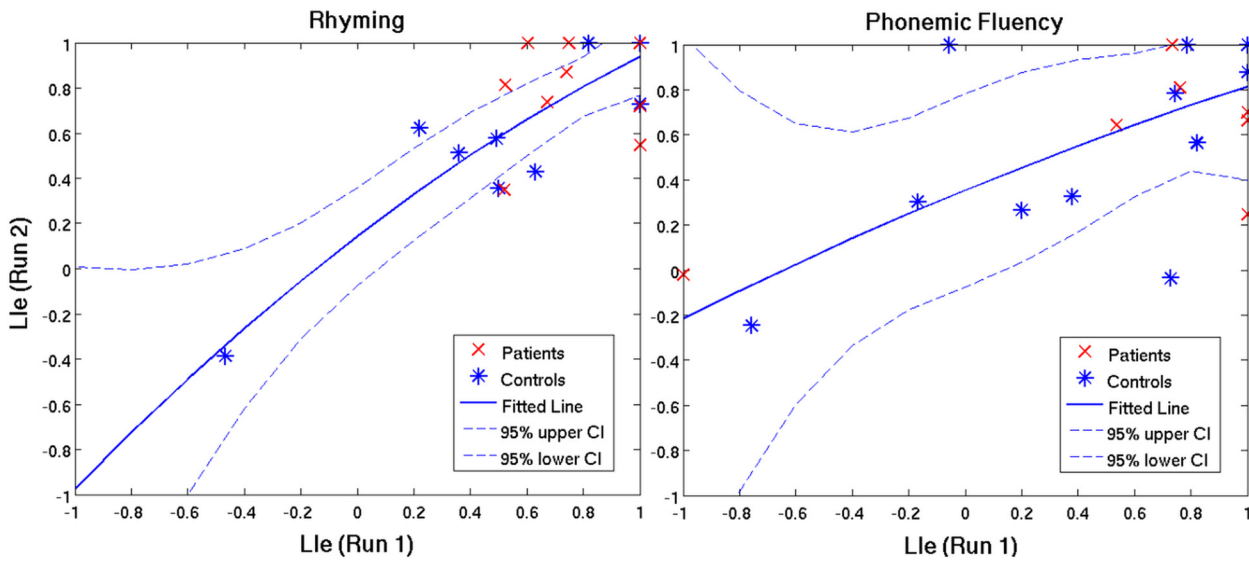 Rhyming
1
0.8
0.6
0.4
0.2
0
-0.2
-0.4
-0.6
-0.8
-1
LIe (Run 2)
Patients
Controls
Fitted Line
95% upper CI
95% lower CI
-1 -0.8 -0.6 -0.4 -0.2 0 0.2 0.4 0.6 0.8 1
LIe (Run 1)
Phonemic Fluency
1
0.8
0.6
0.4
0.2
0
-0.2
-0.4
-0.6
-0.8
-1
Patients
Controls
Fitted Line
95% upper CI
95% lower CI
-1 -0.8 -0.6 -0.4 -0.2 0 0.2 0.4 0.6 0.8 1
LIe (Run 1)